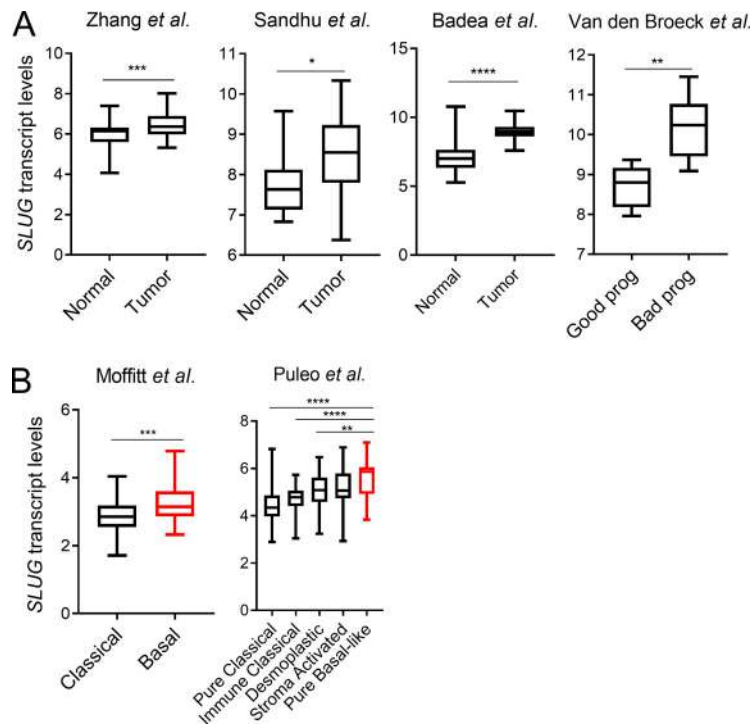 A
Zhang et al.
Sandhu et al.
Badea et al.
Van den Broeck et al.
SLUG transcript levels
10
8
6
4
2
0
***
Normal
Tumor
11
10
9
8
7
6
*
Normal
Tumor
15
10
5
0
****
Normal
Tumor
12
11
10
9
8
7
**
Good prog
Bad prog
B
Moffitt et al.
Puleo et al.
SLUG transcript levels
6
4
2
0
***
Classical
Basal
8
6
4
2
0
****
****
**
Pure Classical
Immune Classical
Desmoplastic
Stroma Activated
Pure Basal-like